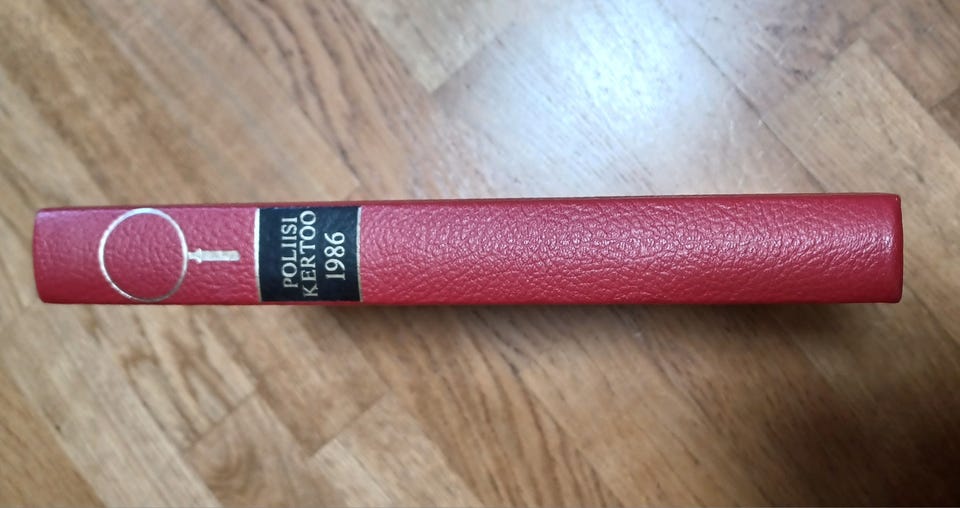 POLIISI
KERTOO
1986